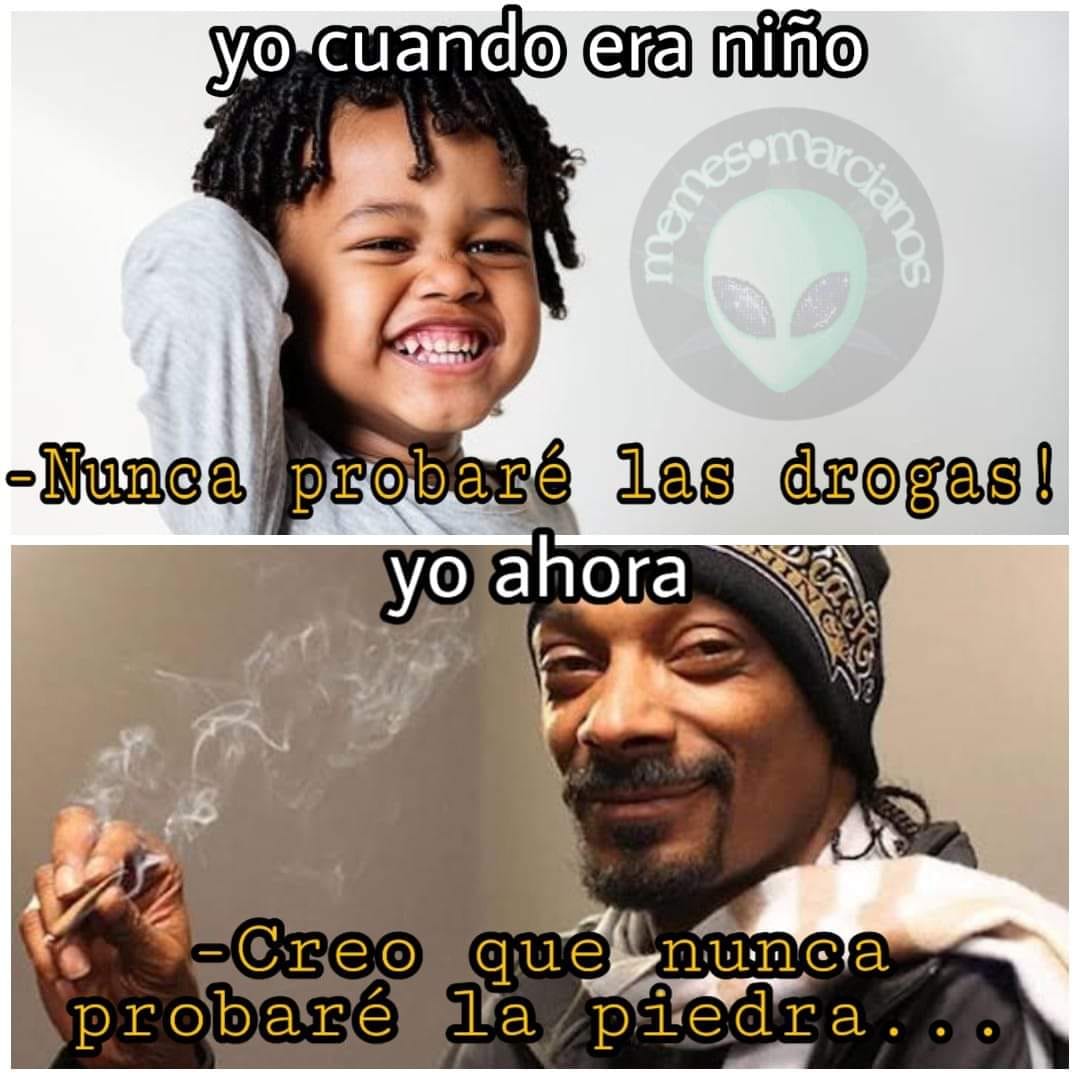 yo cuando era niño
memes•marcianos
-Nunca probaré las drogas!
yo ahora
-Creo que nunca
probaré la piedra...